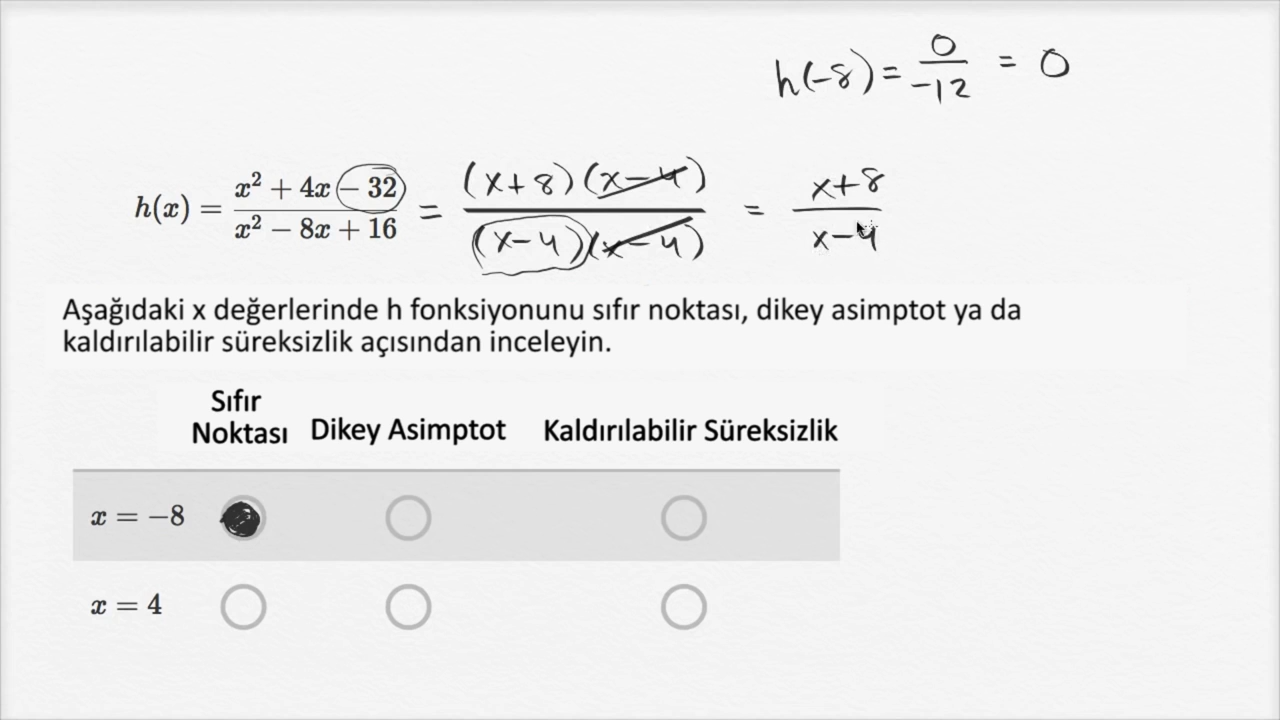 h(-8) = 0/-12 = 0
h(x) = x² + 4x − 32 / x² − 8x + 16 = (x+8)(x-4) / (x-4)(x-4) = x+8 / x-4
Aşağıdaki x değerlerinde h fonksiyonunu sıfır noktası, dikey asimptot ya da
kaldırılabilir süreksizlik açısından inceleyin.
Sıfır
Noktası Dikey Asimptot Kaldırılabilir Süreksizlik
x = −8
x = 4